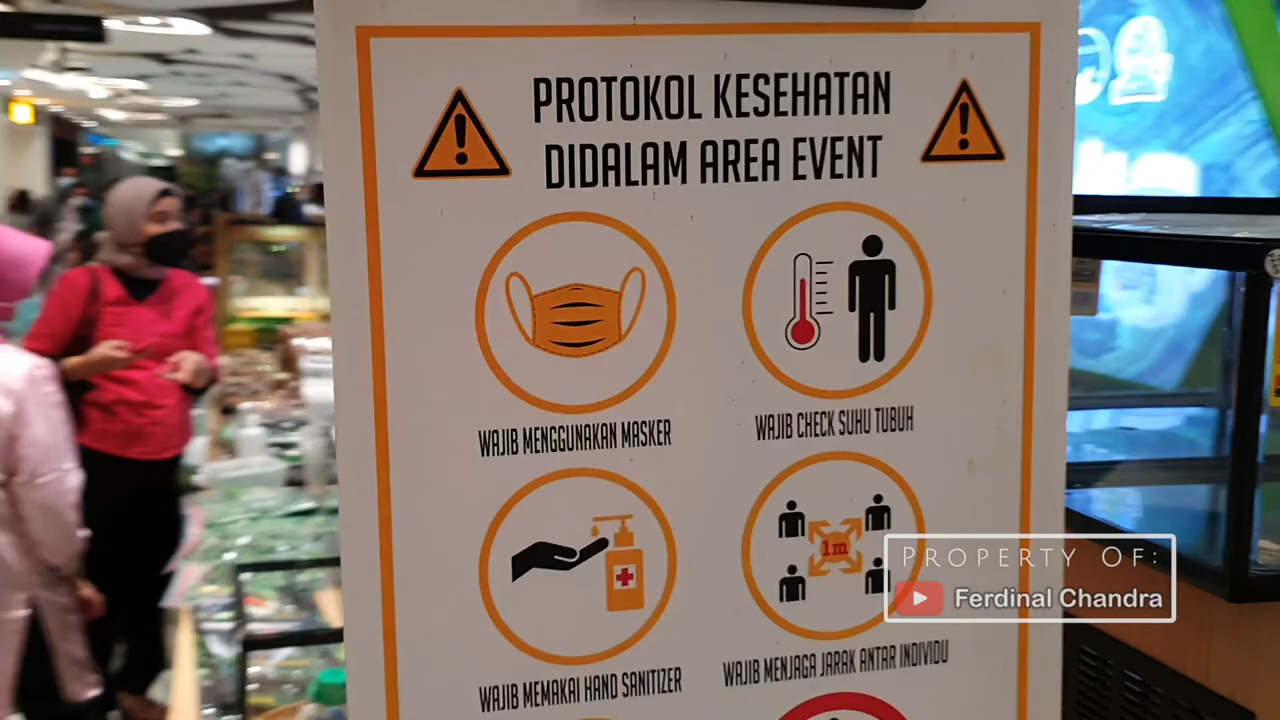 PROTOKOL KESEHATAN
DIDALAM AREA EVENT
WAJIB MENGGUNAKAN MASKER
WAJIB CHECK SUHU TUBUH
1m
WAJIB MEMAKAI HAND SANITIZER
WAJIB MENJAGA JARAK ANTAR INDIVIDU
PROPERTY OF:
Ferdinal Chandra